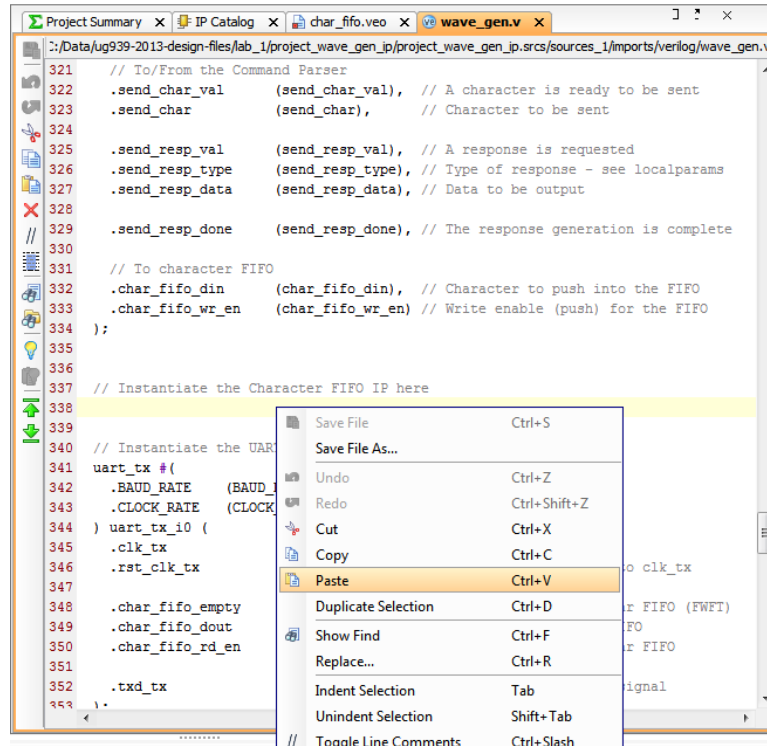 Project Summary × IP Catalog × char_fifo.veo × wave_gen.v ×
:/Data/ug939-2013-design-files/lab_1/project_wave_gen_ip/project_wave_gen_ip.srcs/sources_1/imports/verilog/wave_gen.v
321 // To/From the Command Parser
322 .send_char_val (send_char_val), // A character is ready to be sent
323 .send_char (send_char), // Character to be sent
324
325 .send_resp_val (send_resp_val), // A response is requested
326 .send_resp_type (send_resp_type), // Type of response - see localparams
327 .send_resp_data (send_resp_data), // Data to be output
328
329 .send_resp_done (send_resp_done), // The response generation is complete
330
331 // To character FIFO
332 .char_fifo_din (char_fifo_din), // Character to push into the FIFO
333 .char_fifo_wr_en (char_fifo_wr_en) // Write enable (push) for the FIFO
334 );
335
336
337 // Instantiate the Character FIFO IP here
338
339
340 // Instantiate the UAR
341 uart_tx #(
342 .BAUD_RATE (BAUD_
343 .CLOCK_RATE (CLOCK
344 ) uart_tx_i0 (
345 .clk_tx
346 .rst_clk_tx o clk_tx
347
348 .char_fifo_empty r FIFO (FWFT)
349 .char_fifo_dout FO
350 .char_fifo_rd_en r FIFO
351
352 .txd_tx ignal
353 );
Save File Ctrl+S
Save File As...
Undo Ctrl+Z
Redo Ctrl+Shift+Z
Cut Ctrl+X
Copy Ctrl+C
Paste Ctrl+V
Duplicate Selection Ctrl+D
Show Find Ctrl+F
Replace... Ctrl+R
Indent Selection Tab
Unindent Selection Shift+Tab
// Toggle Line Comments Ctrl+Slash